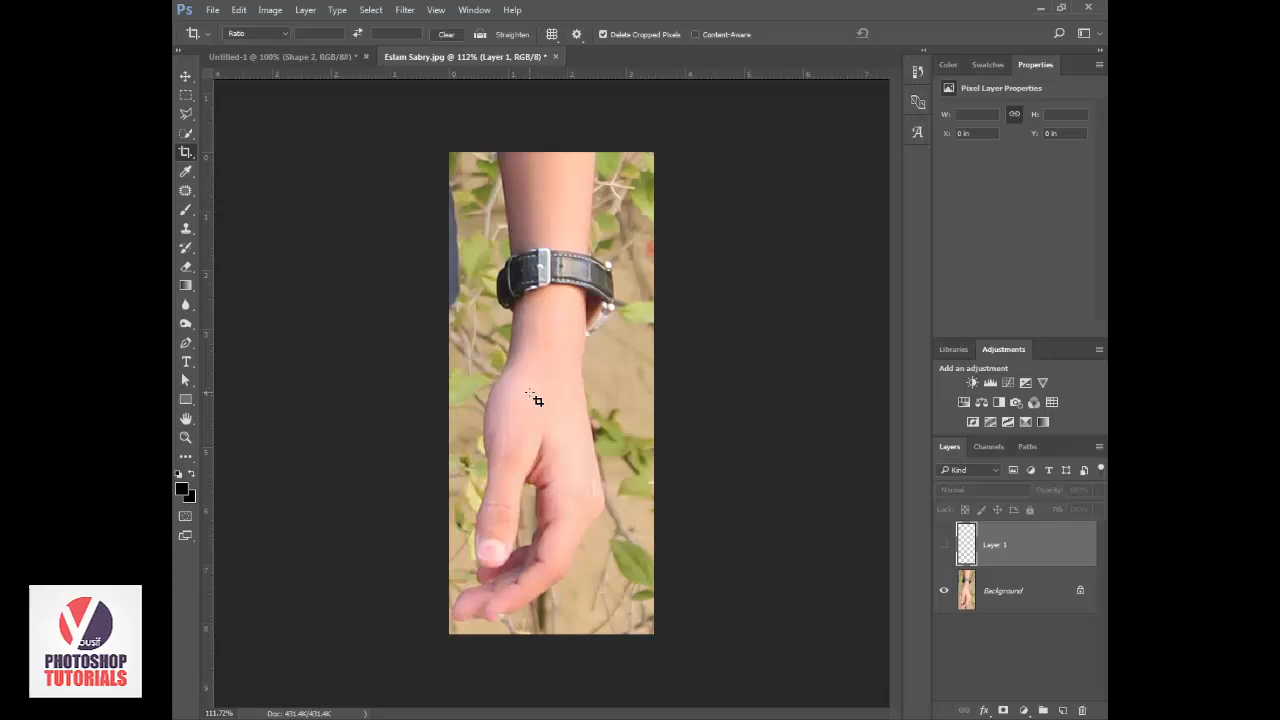 Ps File Edit Image Layer Type Select Filter View Window Help
Ratio Clear Straighten Delete Cropped Pixels Content-Aware
Untitled-1 @ 100% (Shape 2, RGB/8#) * × Eslam Sabry.jpg @ 112% (Layer 1, RGB/8) * ×
Color Swatches Properties
Pixel Layer Properties
W: H:
X: 0 in Y: 0 in
Libraries Adjustments
Add an adjustment
Layers Channels Paths
Kind
Normal Opacity: 100%
Lock: Fill: 100%
Layer 1
Background
111.72% Doc: 431.4K/431.4K
Yousif
PHOTOSHOP
TUTORIALS